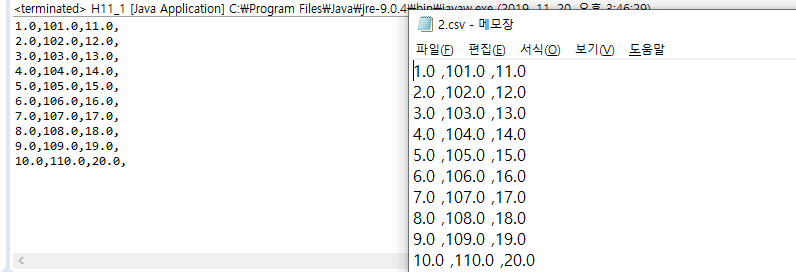 <terminated> H11_1 [Java Application] C:₩Program Files₩Java₩jre-9.0.4₩bin₩javaw.exe (2019. 11. 20. 오후 3:46:29)
1.0,101.0,11.0,
2.0,102.0,12.0,
3.0,103.0,13.0,
4.0,104.0,14.0,
5.0,105.0,15.0,
6.0,106.0,16.0,
7.0,107.0,17.0,
8.0,108.0,18.0,
9.0,109.0,19.0,
10.0,110.0,20.0,
2.csv - 메모장
파일(F) 편집(E) 서식(O) 보기(V) 도움말
1.0 ,101.0 ,11.0
2.0 ,102.0 ,12.0
3.0 ,103.0 ,13.0
4.0 ,104.0 ,14.0
5.0 ,105.0 ,15.0
6.0 ,106.0 ,16.0
7.0 ,107.0 ,17.0
8.0 ,108.0 ,18.0
9.0 ,109.0 ,19.0
10.0 ,110.0 ,20.0